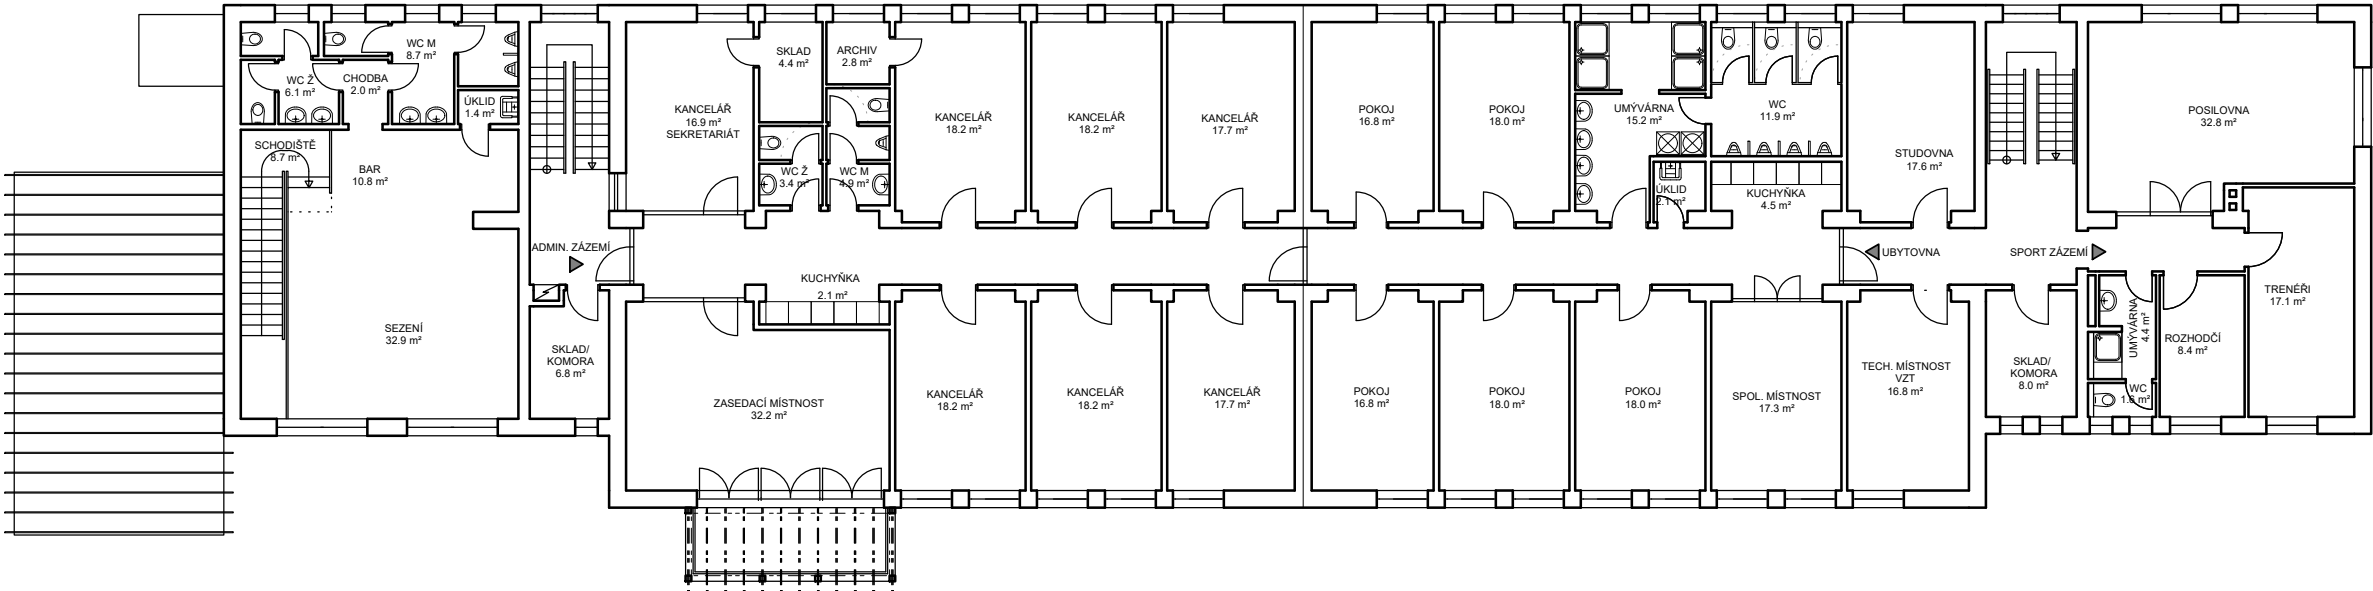 WC M
8.7 m²
WC Ž
6.1 m²
CHODBA
2.0 m²
ÚKLID
1.4 m²
SCHODIŠTĚ
8.7 m²
BAR
10.8 m²
SEZENÍ
32.9 m²
ADMIN. ZÁZEMÍ
SKLAD/
KOMORA
6.8 m²
KANCELÁŘ
16.9 m²
SEKRETARIÁT
SKLAD
4.4 m²
ARCHIV
2.8 m²
WC Ž
3.4 m²
WC M
4.9 m²
KUCHYŇKA
2.1 m²
ZASEDACÍ MÍSTNOST
32.2 m²
KANCELÁŘ
18.2 m²
KANCELÁŘ
18.2 m²
KANCELÁŘ
17.7 m²
KANCELÁŘ
18.2 m²
KANCELÁŘ
18.2 m²
KANCELÁŘ
17.7 m²
POKOJ
16.8 m²
POKOJ
18.0 m²
UMÝVÁRNA
15.2 m²
WC
11.9 m²
ÚKLID
2.1 m²
KUCHYŇKA
4.5 m²
STUDOVNA
17.6 m²
POKOJ
16.8 m²
POKOJ
18.0 m²
POKOJ
18.0 m²
SPOL. MÍSTNOST
17.3 m²
TECH. MÍSTNOST
VZT
16.8 m²
UBYTOVNA
SPORT ZÁZEMÍ
POSILOVNA
32.8 m²
SKLAD/
KOMORA
8.0 m²
UMÝVÁRNA
4.4 m²
WC
1.6 m²
ROZHODČÍ
8.4 m²
TRENÉŘI
17.1 m²